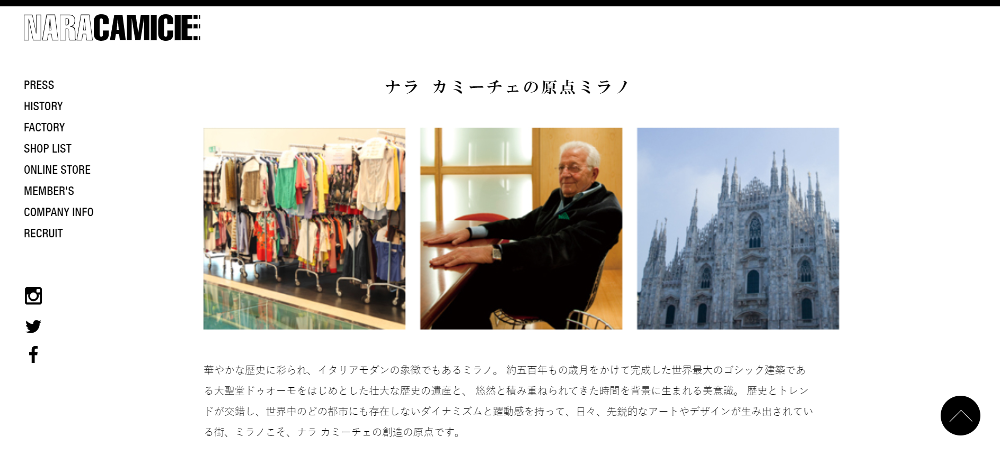 NARACAMICIE
PRESS
HISTORY
FACTORY
SHOP LIST
ONLINE STORE
MEMBER'S
COMPANY INFO
RECRUIT
ナラ カミーチェの原点ミラノ
華やかな歴史に彩られ、イタリアモダンの象徴でもあるミラノ。 約五百年もの歳月をかけて完成した世界最大のゴシック建築であ
る大聖堂ドゥオーモをはじめとした壮大な歴史の遺産と、 悠然と積み重ねられてきた時間を背景に生まれる美意識。 歴史とトレン
ドが交錯し、世界中のどの都市にも存在しないダイナミズムと躍動感を持って、日々、先鋭的なアートやデザインが生み出されてい
る街、ミラノこそ、ナラ カミーチェの創造の原点です。